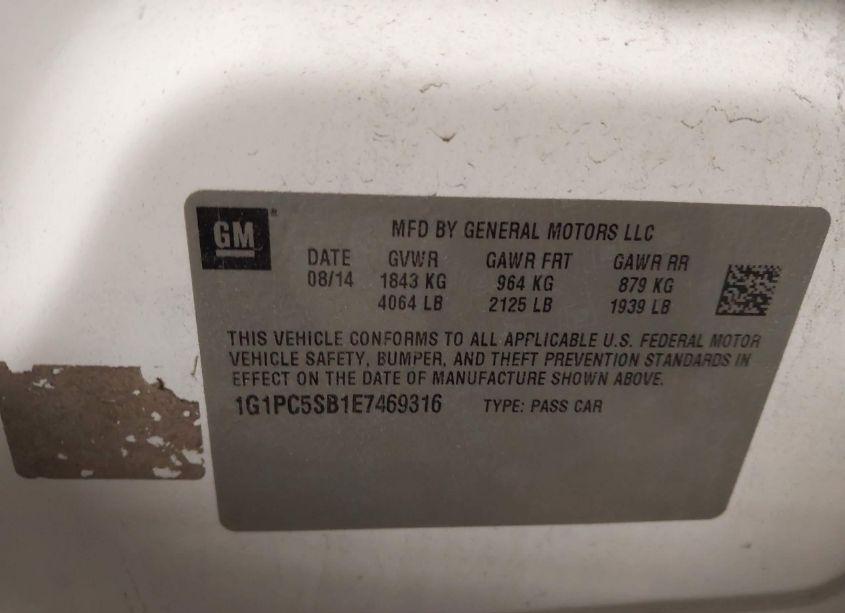 GM
MFD BY GENERAL MOTORS LLC
DATE GVWR GAWR FRT GAWR RR
08/14 1843 KG 964 KG 879 KG
4064 LB 2125 LB 1939 LB
THIS VEHICLE CONFORMS TO ALL APPLICABLE U.S. FEDERAL MOTOR
VEHICLE SAFETY, BUMPER, AND THEFT PREVENTION STANDARDS IN
EFFECT ON THE DATE OF MANUFACTURE SHOWN ABOVE.
1G1PC5SB1E7469316 TYPE: PASS CAR